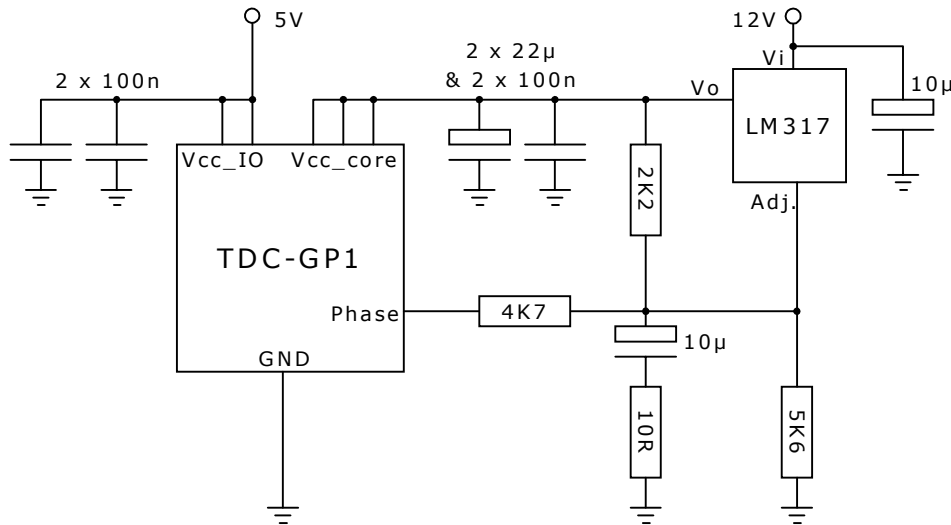 5V
12V
2 x 100n
2 x 22µ
& 2 x 100n
Vi
Vo
10µ
LM317
Vcc_IO
Vcc_core
2K2
Adj.
TDC-GP1
Phase
4K7
10µ
GND
10R
5K6